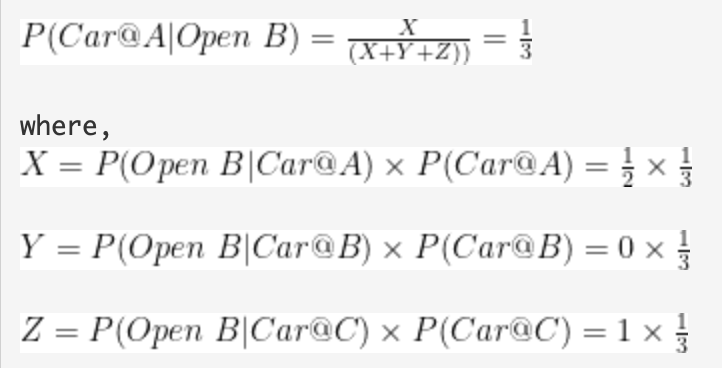 P(Car@A|Open B) = X/(X+Y+Z)) = 1/3
where,
X = P(Open B|Car@A) × P(Car@A) = 1/2 × 1/3
Y = P(Open B|Car@B) × P(Car@B) = 0 × 1/3
Z = P(Open B|Car@C) × P(Car@C) = 1 × 1/3